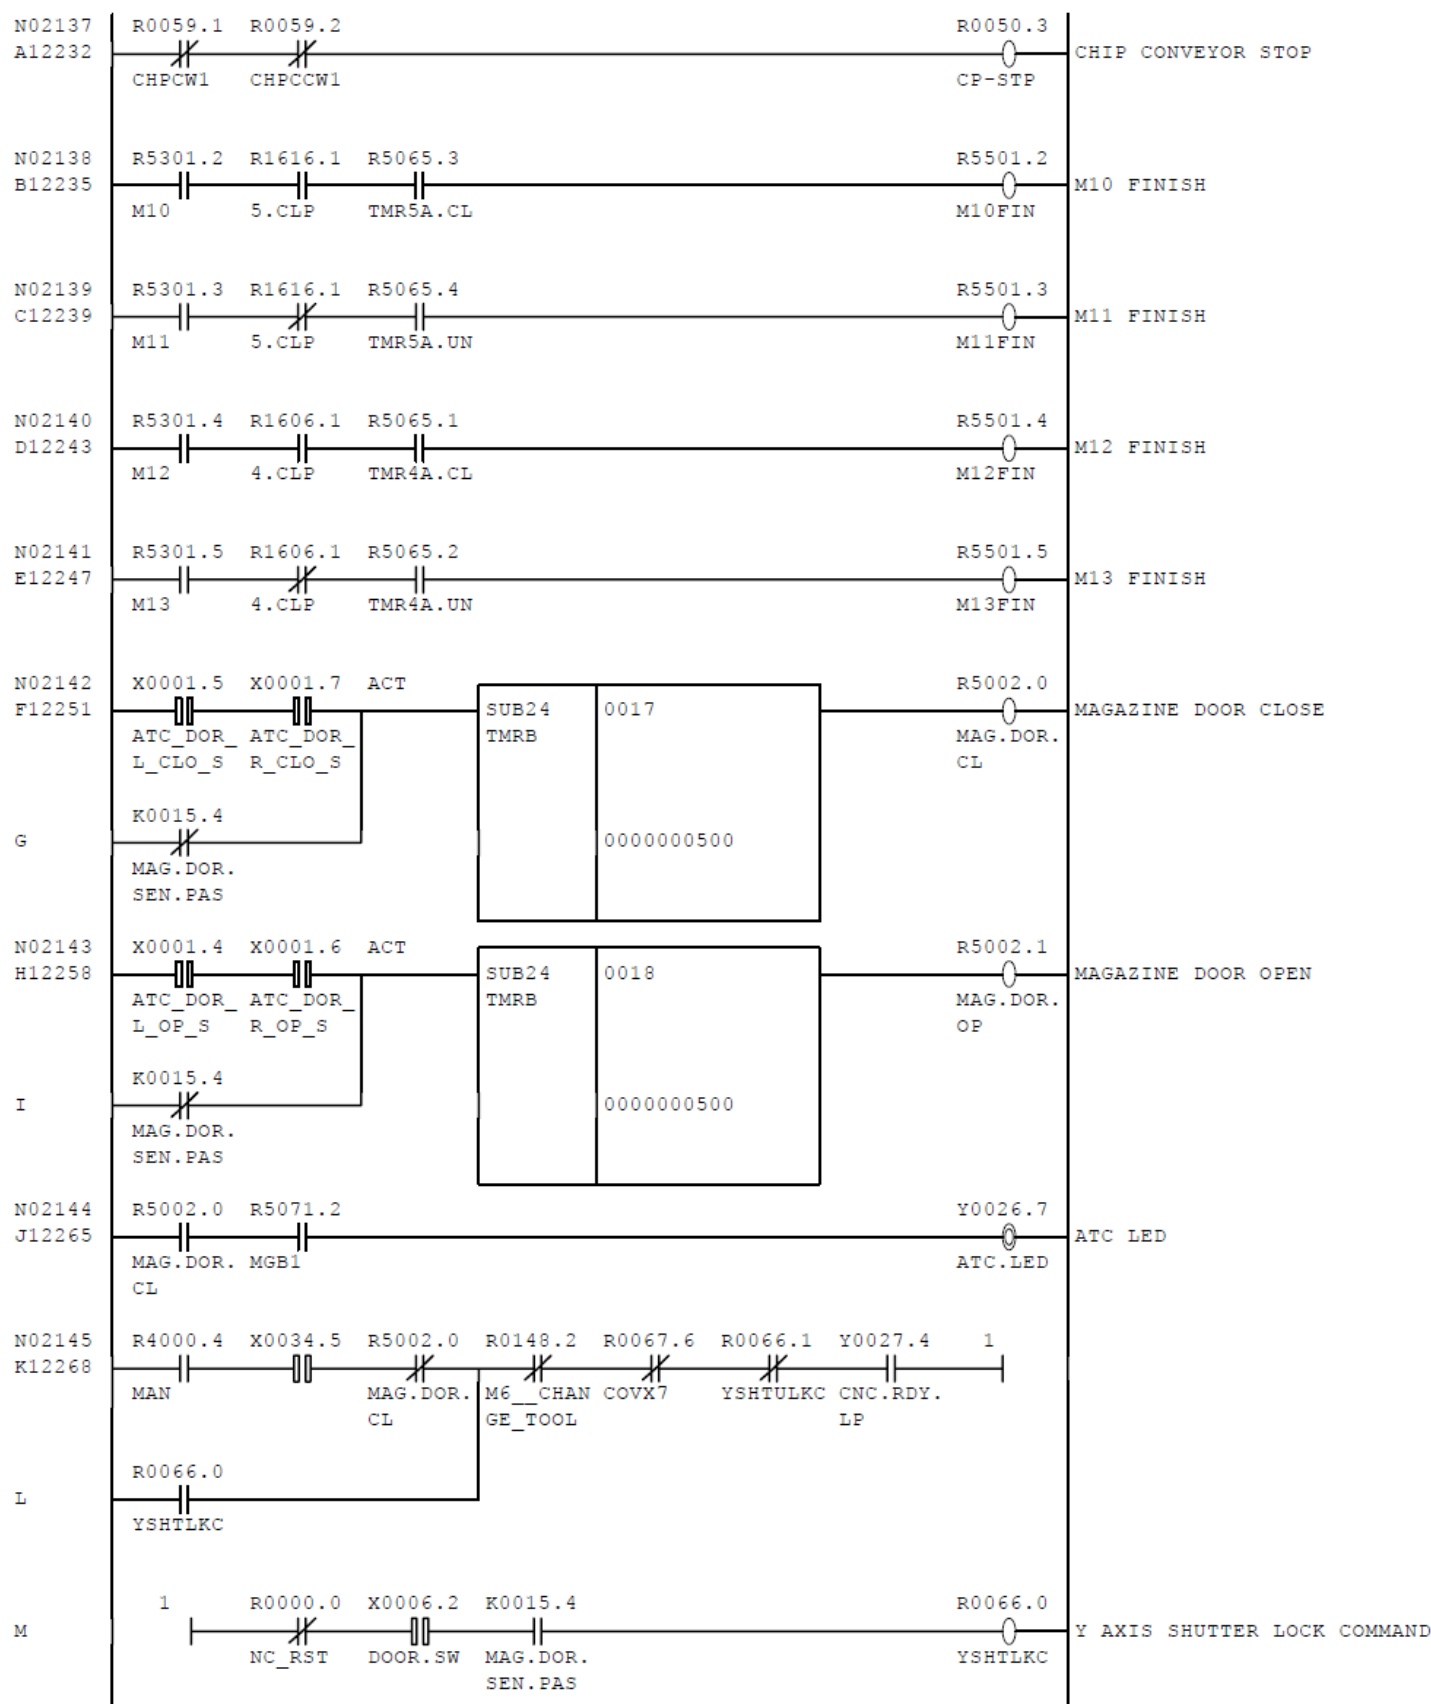 N02137 R0059.1 R0059.2 R0050.3
A12232 CHIP CONVEYOR STOP
CHPCW1 CHPCCW1 CP-STP
N02138 R5301.2 R1616.1 R5065.3 R5501.2
B12235 M10 FINISH
M10 5.CLP TMR5A.CL M10FIN
N02139 R5301.3 R1616.1 R5065.4 R5501.3
C12239 M11 FINISH
M11 5.CLP TMR5A.UN M11FIN
N02140 R5301.4 R1606.1 R5065.1 R5501.4
D12243 M12 FINISH
M12 4.CLP TMR4A.CL M12FIN
N02141 R5301.5 R1606.1 R5065.2 R5501.5
E12247 M13 FINISH
M13 4.CLP TMR4A.UN M13FIN
N02142 X0001.5 X0001.7 ACT R5002.0
F12251 SUB24 0017 MAGAZINE DOOR CLOSE
ATC_DOR_ ATC_DOR_ TMRB MAG.DOR.
L_CLO_S R_CLO_S CL
K0015.4
G 0000000500
MAG.DOR.
SEN.PAS
N02143 X0001.4 X0001.6 ACT R5002.1
H12258 SUB24 0018 MAGAZINE DOOR OPEN
ATC_DOR_ ATC_DOR_ TMRB MAG.DOR.
L_OP_S R_OP_S OP
K0015.4
I 0000000500
MAG.DOR.
SEN.PAS
N02144 R5002.0 R5071.2 Y0026.7
J12265 ATC LED
MAG.DOR. MGB1 ATC.LED
CL
N02145 R4000.4 X0034.5 R5002.0 R0148.2 R0067.6 R0066.1 Y0027.4 1
K12268
MAN MAG.DOR. M6__CHAN COVX7 YSHTULKC CNC.RDY.
CL GE_TOOL LP
R0066.0
L
YSHTLKC
1 R0000.0 X0006.2 K0015.4 R0066.0
M Y AXIS SHUTTER LOCK COMMAND
NC_RST DOOR.SW MAG.DOR. YSHTLKC
SEN.PAS